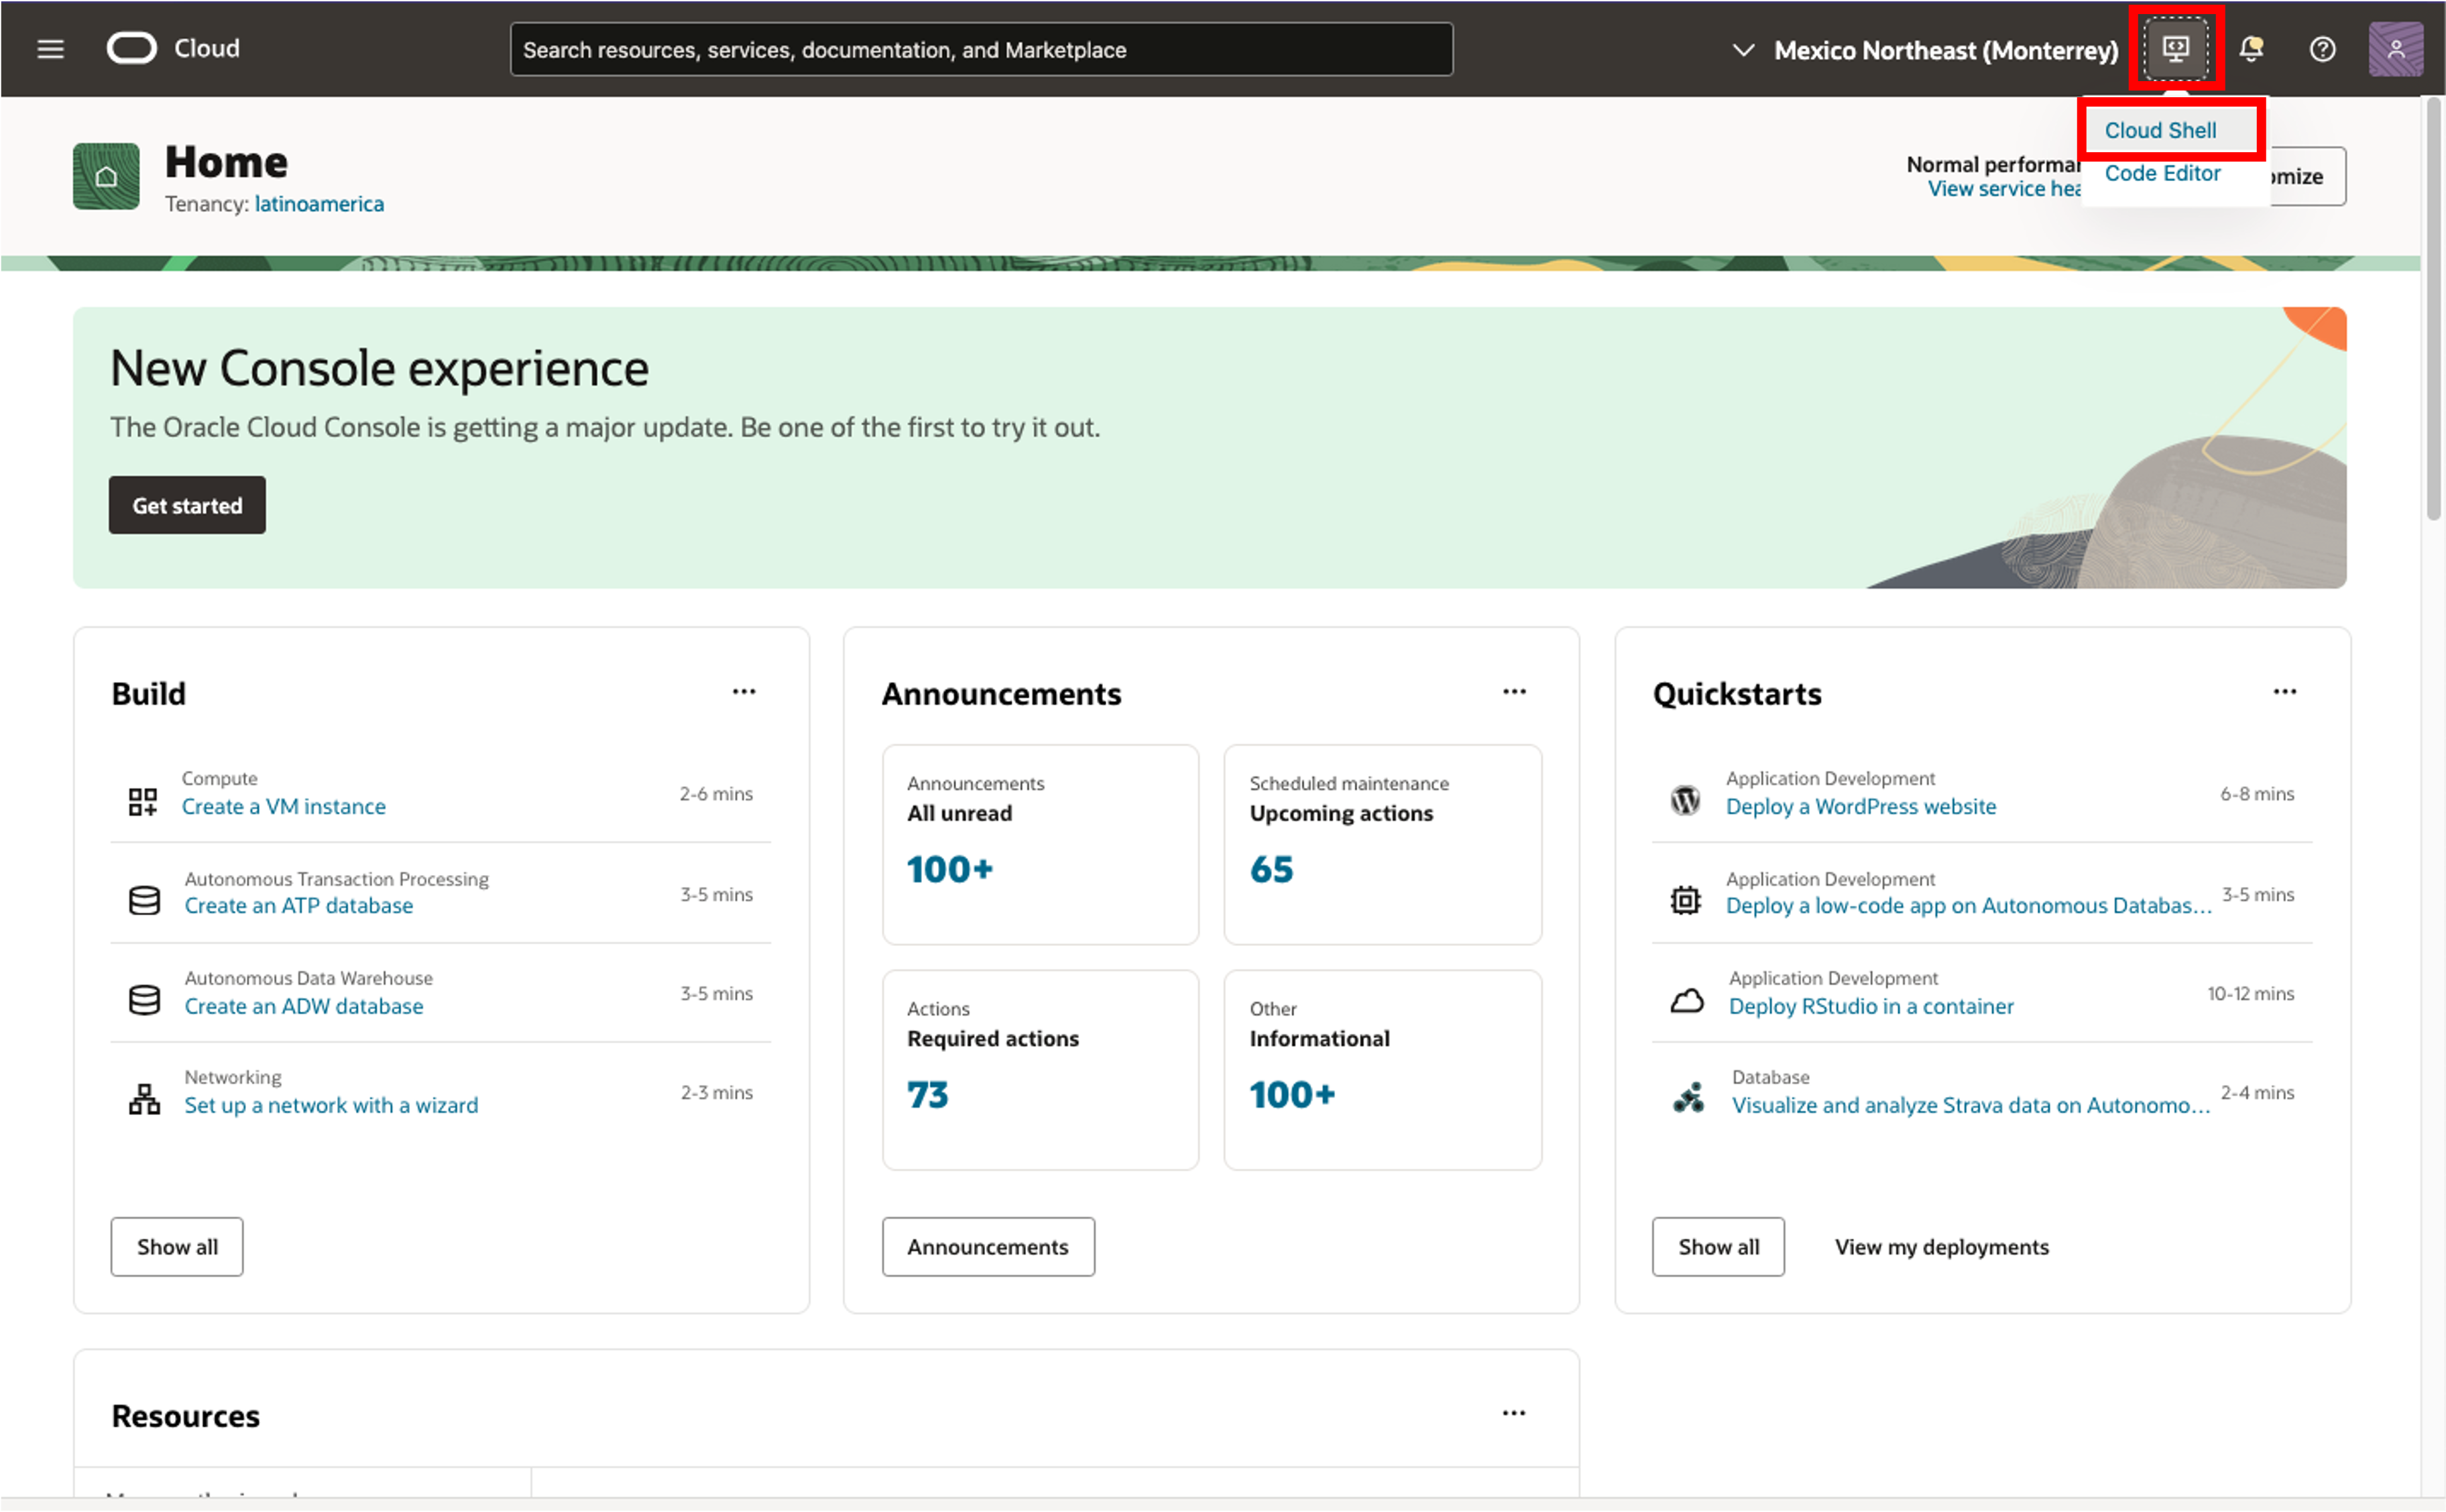 Cloud
Search resources, services, documentation, and Marketplace
Mexico Northeast (Monterrey)
Cloud Shell
Code Editor
Home
Tenancy: latinoamerica
Normal performa
View service hea
omize
New Console experience
The Oracle Cloud Console is getting a major update. Be one of the first to try it out.
Get started
Build
Compute
Create a VM instance
2-6 mins
Autonomous Transaction Processing
Create an ATP database
3-5 mins
Autonomous Data Warehouse
Create an ADW database
3-5 mins
Networking
Set up a network with a wizard
2-3 mins
Show all
Announcements
Announcements
All unread
100+
Scheduled maintenance
Upcoming actions
65
Actions
Required actions
73
Other
Informational
100+
Announcements
Quickstarts
Application Development
Deploy a WordPress website
6-8 mins
Application Development
Deploy a low-code app on Autonomous Databas...
3-5 mins
Application Development
Deploy RStudio in a container
10-12 mins
Database
Visualize and analyze Strava data on Autonomo...
2-4 mins
Show all
View my deployments
Resources